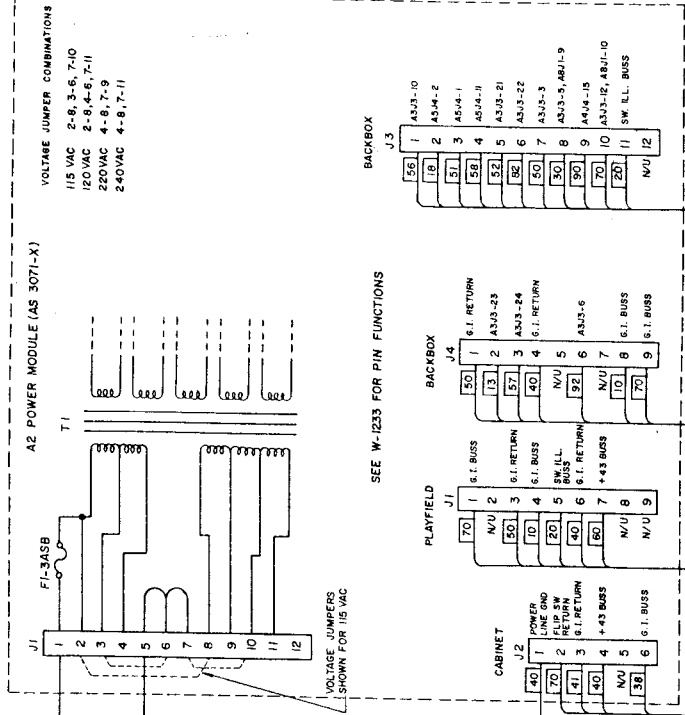 A2 POWER MODULE (AS 3071-X)
VOLTAGE JUMPER COMBINATIONS
115 VAC 2-8, 3-6, 7-10
120 VAC 2-8, 4-6, 7-11
220 VAC 4-8, 7-9
240 VAC 4-8, 7-11
F1-3ASB
T1
J1
1
2
3
4
5
6
7
8
9
10
11
12
VOLTAGE JUMPERS
SHOWN FOR 115 VAC
SEE W-1233 FOR PIN FUNCTIONS
CABINET
J2
40 1 POWER LINE GND
70 2 FLIP SW RETURN
41 3 G.I. RETURN
40 4 +43 BUSS
N/U 5
38 6 G.I. BUSS
PLAYFIELD
J1
70 1 G.I. BUSS
N/U 2
50 3 G.I. RETURN
10 4 G.I. BUSS
20 5 SW. ILL. BUSS
40 6 G.I. RETURN
60 7 +43 BUSS
N/U 8
N/U 9
BACKBOX
J4
50 1 G.I. RETURN
13 2 A3J3-23
57 3 A3J3-24
40 4 G.I. RETURN
N/U 5
92 6 A3J3-6
N/U 7
10 8 G.I. BUSS
70 9 G.I. BUSS
BACKBOX
J3
56 1 A3J3-10
18 2 A5J4-2
51 3 A5J4-1
58 4 A5J4-11
52 5 A3J3-21
82 6 A3J3-22
50 7 A3J3-3
30 8 A3J3-5, A8J1-9
90 9 A4J4-15
70 10 A3J3-12, A8J1-10
20 11 SW. ILL. BUSS
N/U 12